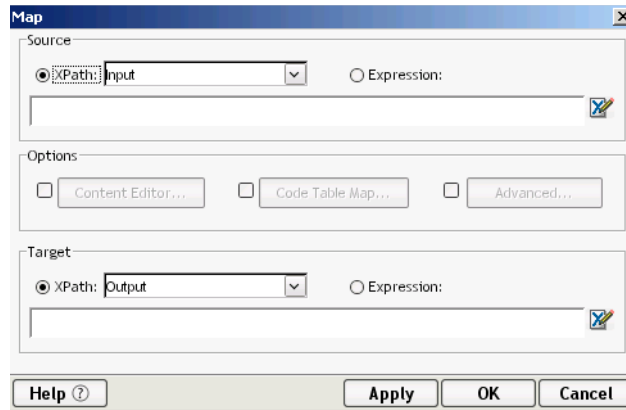 Map
Source
XPath: Input Expression:
Options
Content Editor... Code Table Map... Advanced...
Target
XPath: Output Expression:
Help ? Apply OK Cancel